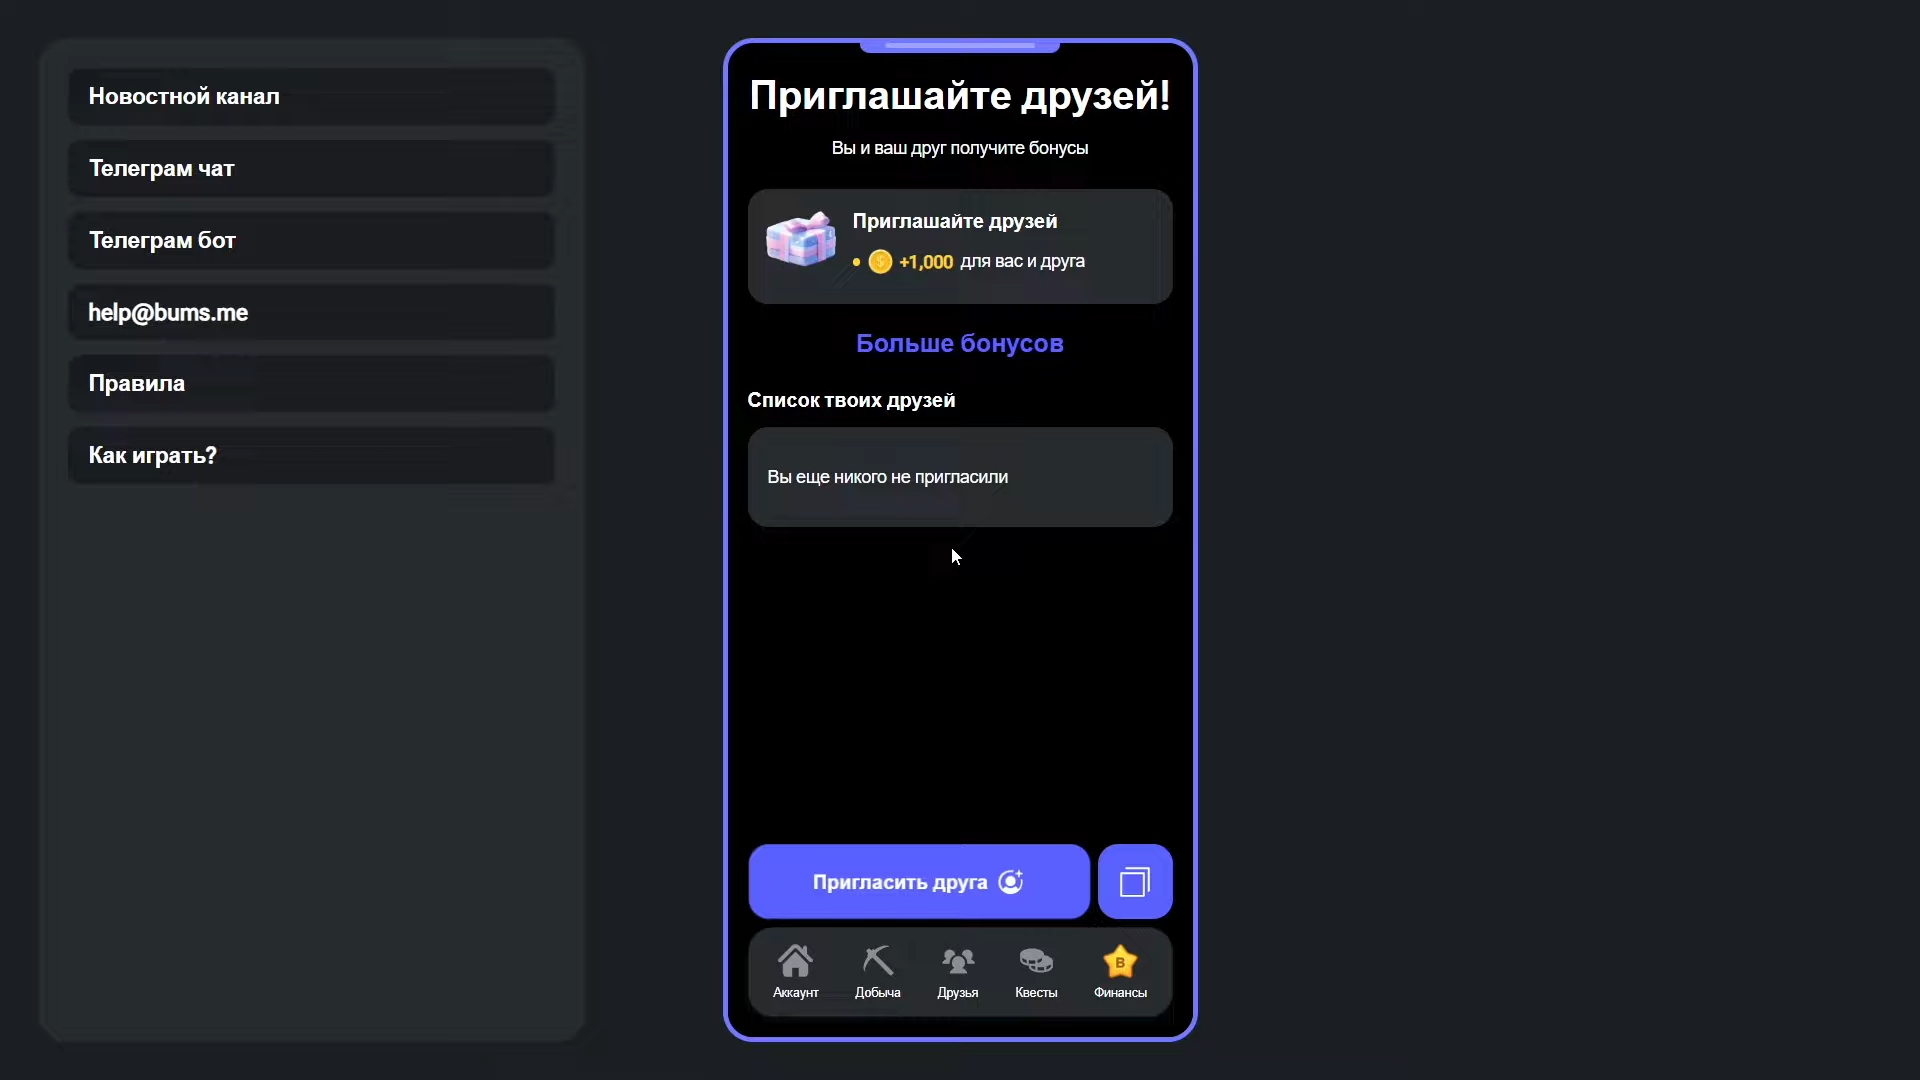 Новостной канал
Телеграм чат
Телеграм бот
help@bums.me
Правила
Как играть?
Приглашайте друзей!
Вы и ваш друг получите бонусы
Приглашайте друзей
+1,000 для вас и друга
Больше бонусов
Список твоих друзей
Вы еще никого не пригласили
Пригласить друга
B
Аккаунт Добыча Друзья Квесты Финансы